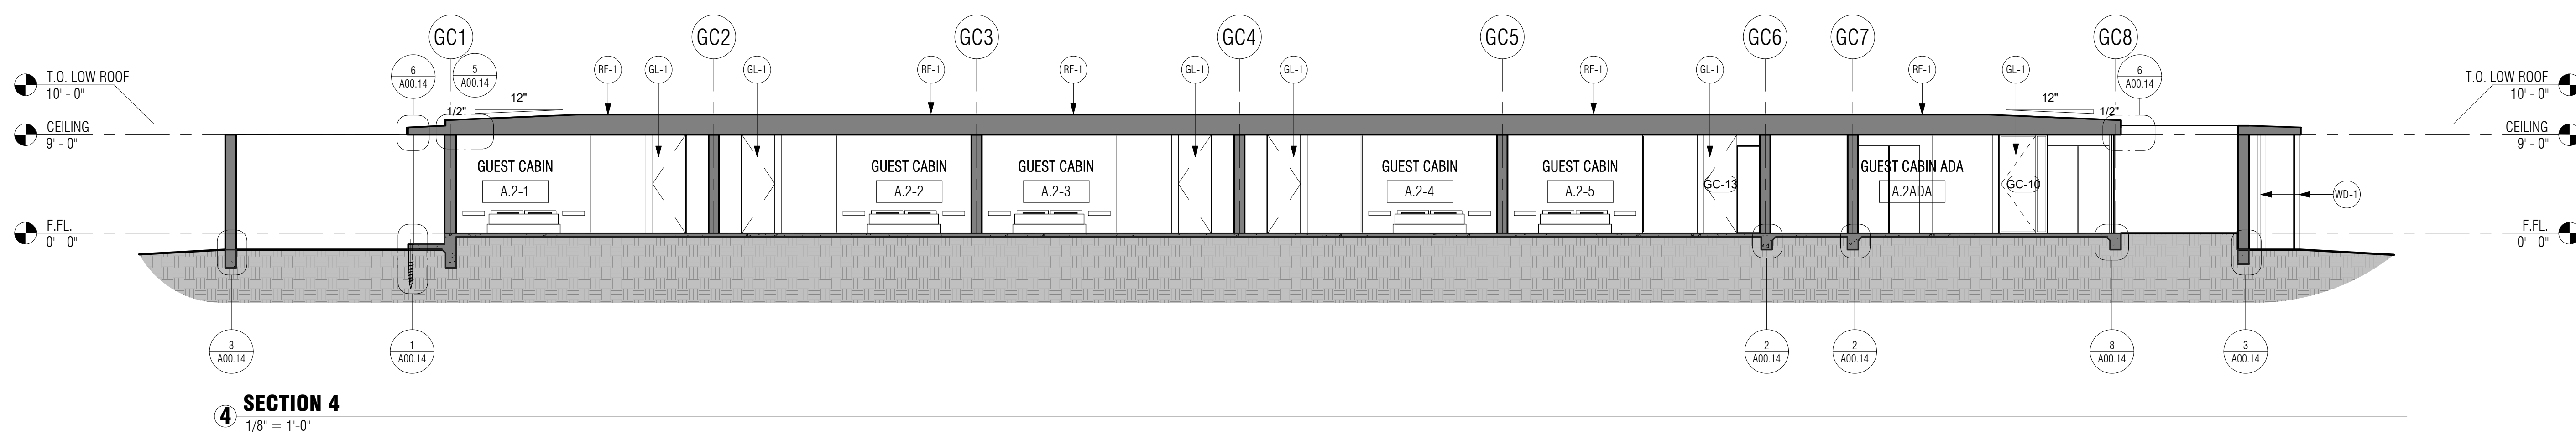 GC1
GC2
GC3
GC4
GC5
GC6
GC7
GC8
T.O. LOW ROOF
10' - 0"
CEILING
9' - 0"
F.FL.
0' - 0"
6
A00.14
5
A00.14
RF-1
GL-1
GL-1
RF-1
RF-1
GL-1
GL-1
RF-1
GL-1
RF-1
GL-1
6
A00.14
T.O. LOW ROOF
10' - 0"
CEILING
9' - 0"
F.FL.
0' - 0"
12"
1/2"
12"
1/2"
GUEST CABIN
A.2-1
GUEST CABIN
A.2-2
GUEST CABIN
A.2-3
GUEST CABIN
A.2-4
GUEST CABIN
A.2-5
GC-13
GUEST CABIN ADA
A.2ADA
GC-10
WD-1
3
A00.14
1
A00.14
2
A00.14
2
A00.14
8
A00.14
3
A00.14
4 SECTION 4
1/8" = 1'-0"